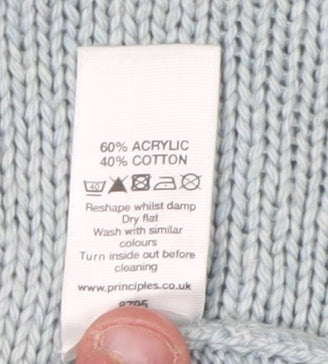 60% ACRYLIC
40% COTTON
40
Reshape whilst damp
Dry flat
Wash with similar
colours
Turn inside out before
cleaning
www.principles.co.uk